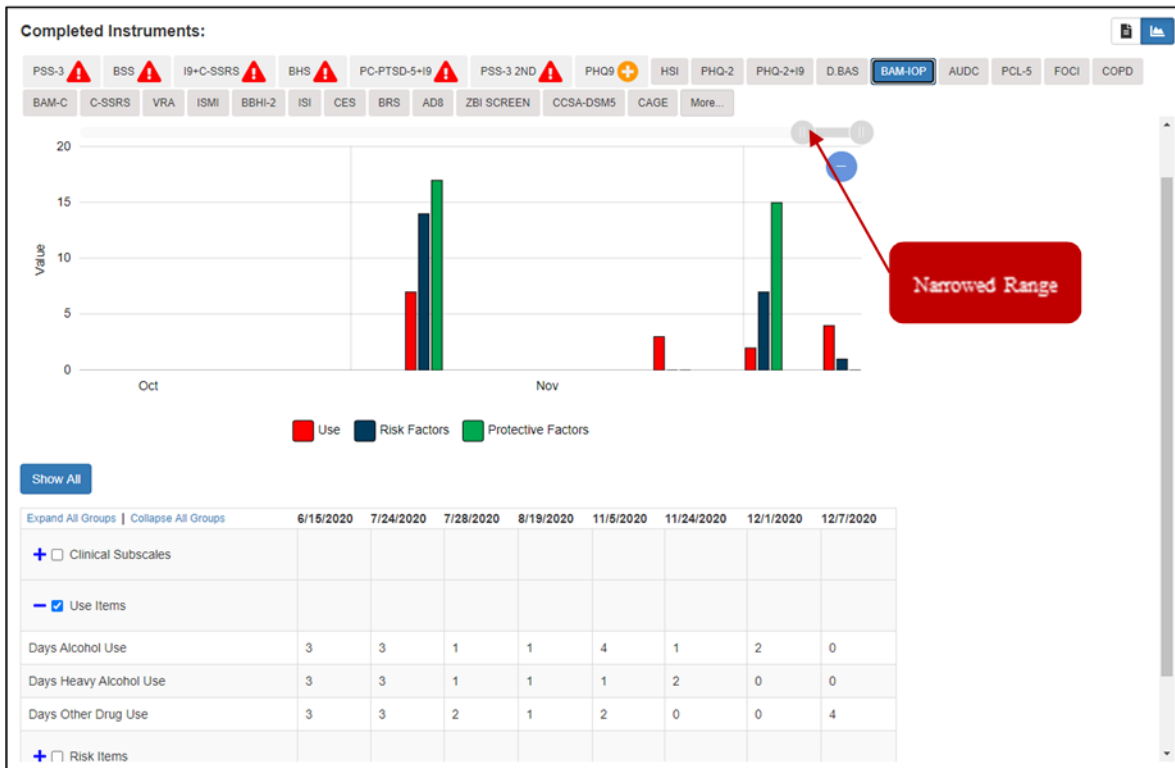 Completed Instruments:
PSS-3 BSS I9+C-SSRS BHS PC-PTSD-5+I9 PSS-3 2ND PHQ9 HSI PHQ-2 PHQ-2+I9 D.BAS BAM-IOP AUDC PCL-5 FOCI COPD
BAM-C C-SSRS VRA ISMI BBHI-2 ISI CES BRS AD8 ZBI SCREEN CCSA-DSM5 CAGE More...
20
15
10
5
0
Value
Oct Nov
Narrowed Range
Use Risk Factors Protective Factors
Show All
Expand All Groups | Collapse All Groups 6/15/2020 7/24/2020 7/28/2020 8/19/2020 11/5/2020 11/24/2020 12/1/2020 12/7/2020
Clinical Subscales
Use Items
Days Alcohol Use 3 3 1 1 4 1 2 0
Days Heavy Alcohol Use 3 3 1 1 1 2 0 0
Days Other Drug Use 3 3 2 1 2 0 0 4
Risk Items